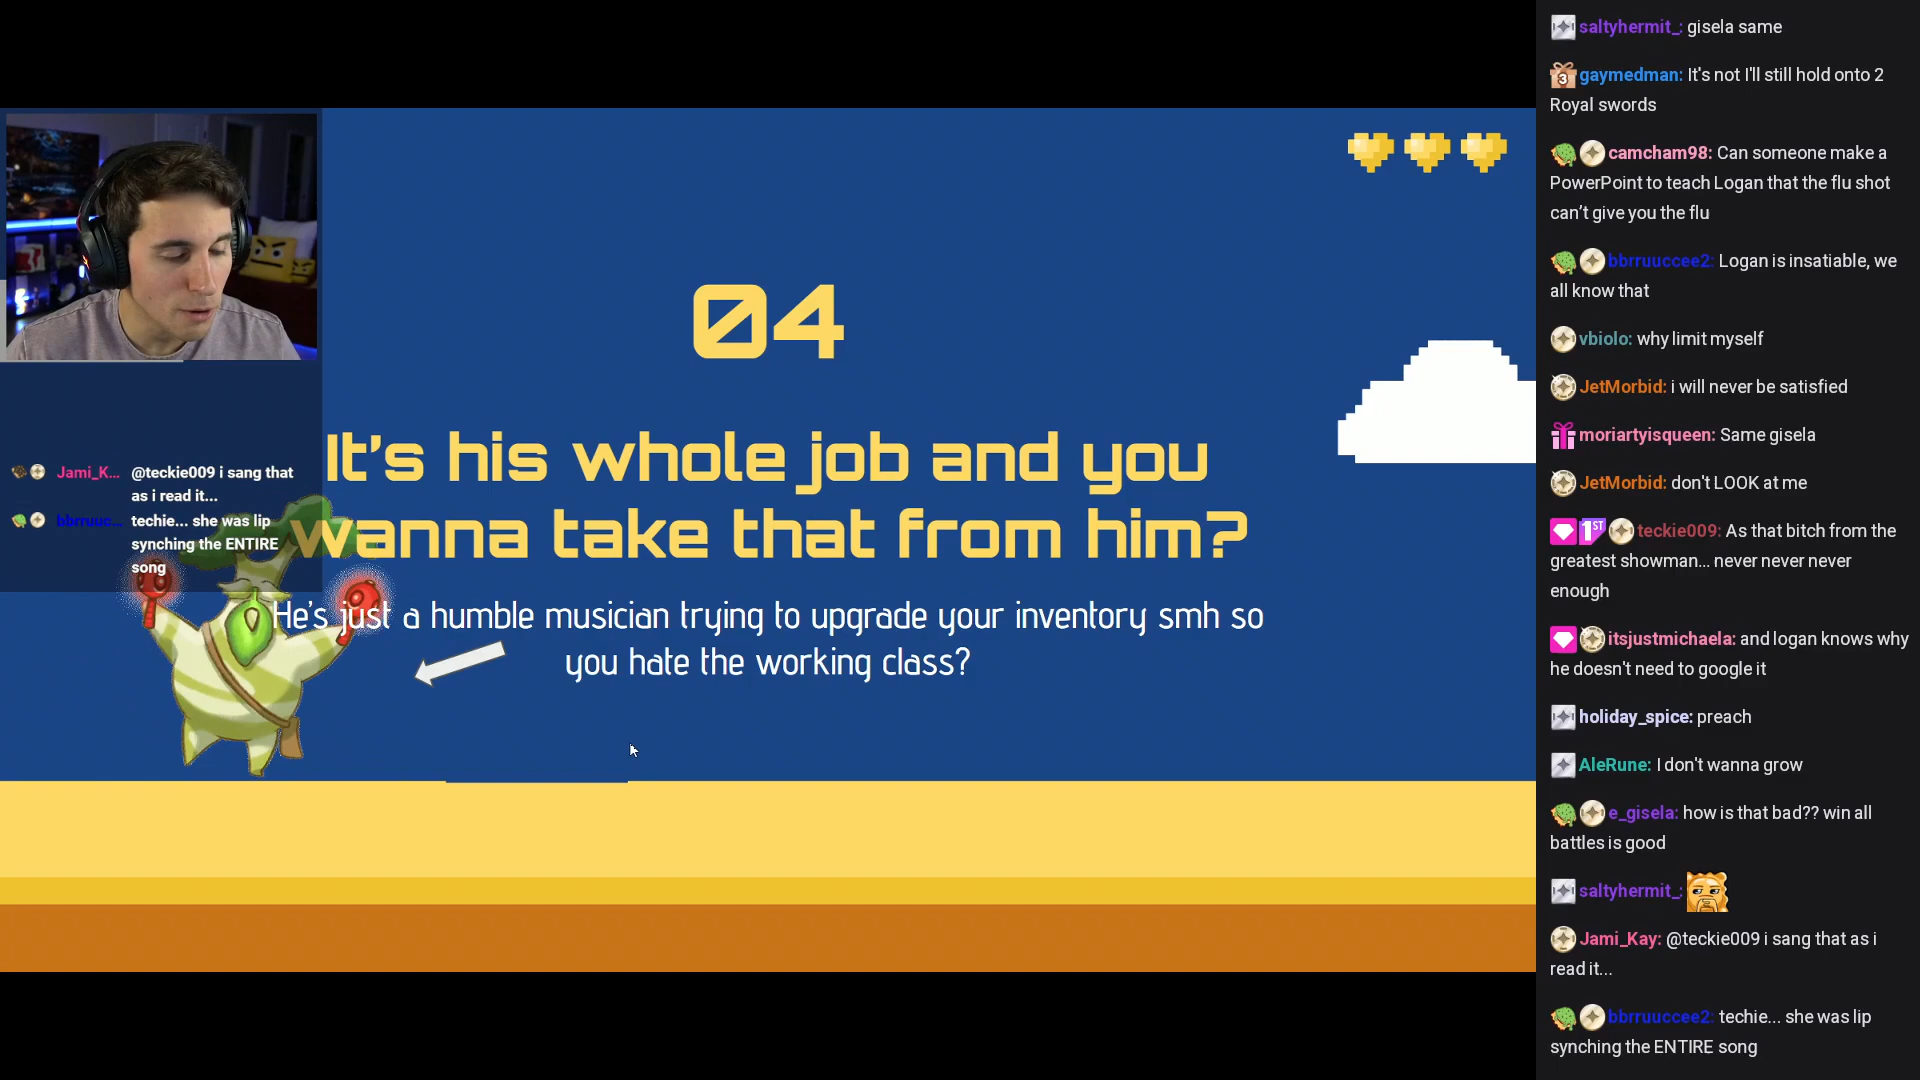 04
It's his whole job and you
wanna take that from him?
He's just a humble musician trying to upgrade your inventory smh so
you hate the working class?
Jami_K... @teckie009 i sang that
as i read it...
bbrruuc... techie... she was lip
synching the ENTIRE
song
saltyhermit_: gisela same
3 gaymedman: It's not I'll still hold onto 2
Royal swords
camcham98: Can someone make a
PowerPoint to teach Logan that the flu shot
can’t give you the flu
bbrruuccee2: Logan is insatiable, we
all know that
vbiolo: why limit myself
JetMorbid: i will never be satisfied
moriartyisqueen: Same gisela
JetMorbid: don't LOOK at me
1ST teckie009: As that bitch from the
greatest showman... never never never
enough
itsjustmichaela: and logan knows why
he doesn't need to google it
holiday_spice: preach
AleRune: I don't wanna grow
e_gisela: how is that bad?? win all
battles is good
saltyhermit_:
Jami_Kay: @teckie009 i sang that as i
read it...
bbrruuccee2: techie... she was lip
synching the ENTIRE song